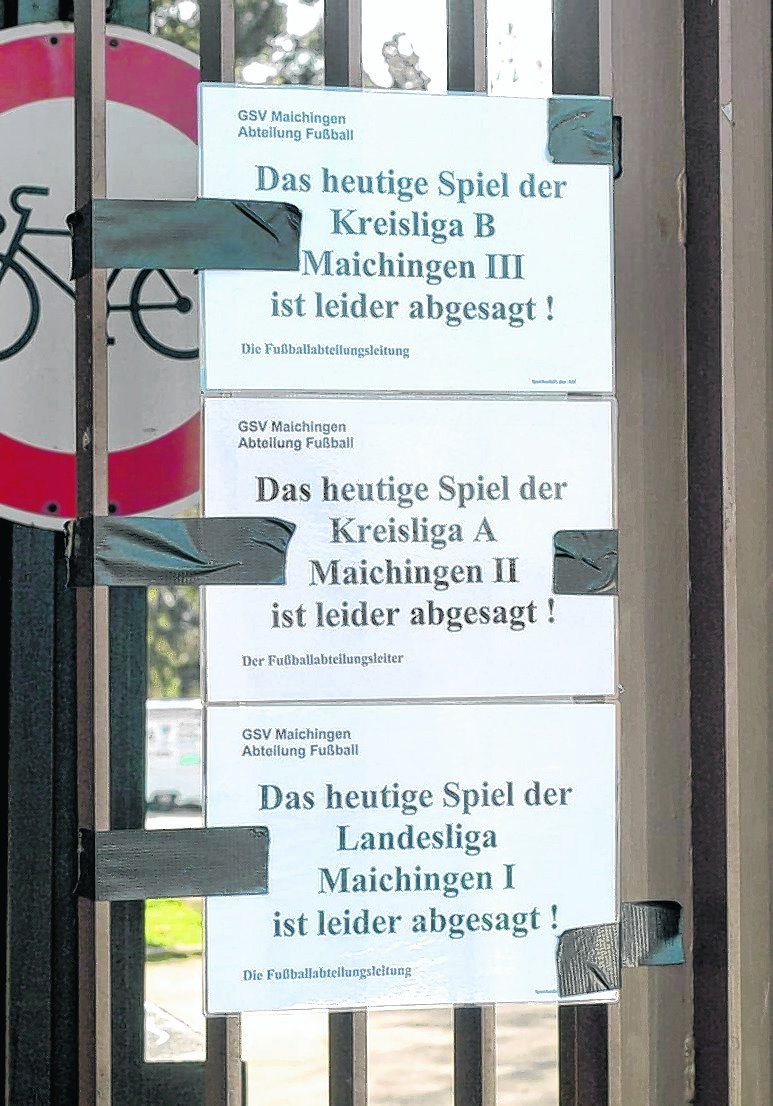 GSV Maichingen
Abteilung Fußball
Das heutige Spiel der
Kreisliga B
Maichingen III
ist leider abgesagt !
Die Fußballabteilungsleitung
GSV Maichingen
Abteilung Fußball
Das heutige Spiel der
Kreisliga A
Maichingen II
ist leider abgesagt !
Der Fußballabteilungsleiter
GSV Maichingen
Abteilung Fußball
Das heutige Spiel der
Landesliga
Maichingen I
ist leider abgesagt !
Die Fußballabteilungsleitung